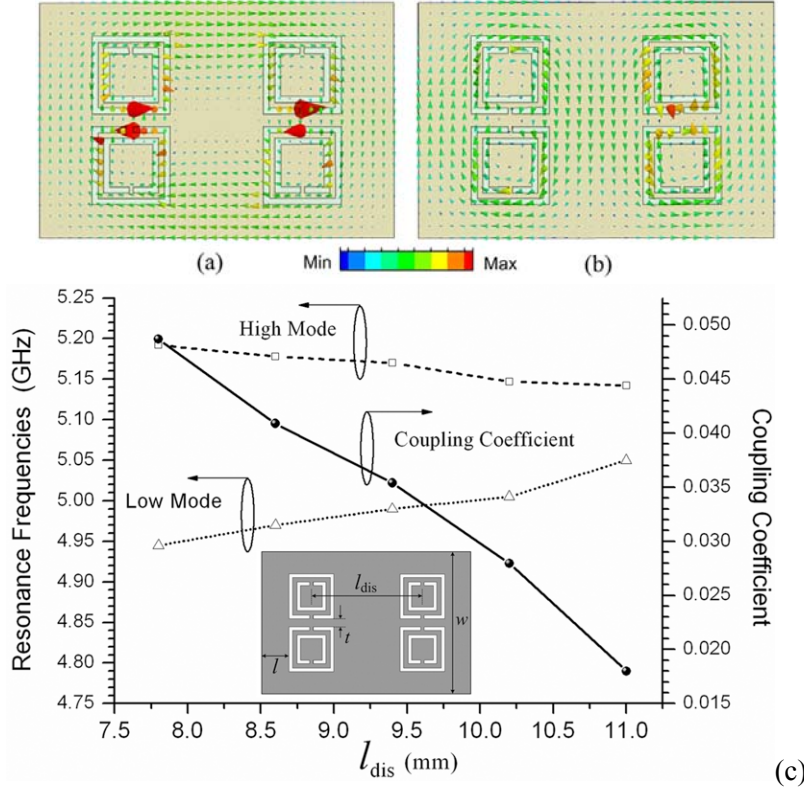 (a) Min Max (b)
5.25
5.20
5.15
5.10
5.05
5.00
4.95
4.90
4.85
4.80
4.75
Resonance Frequencies (GHz)
High Mode
Coupling Coefficient
Low Mode
l_dis
w
t
l
0.050
0.045
0.040
0.035
0.030
0.025
0.020
0.015
Coupling Coefficient
7.5 8.0 8.5 9.0 9.5 10.0 10.5 11.0
l_dis (mm)
(c)